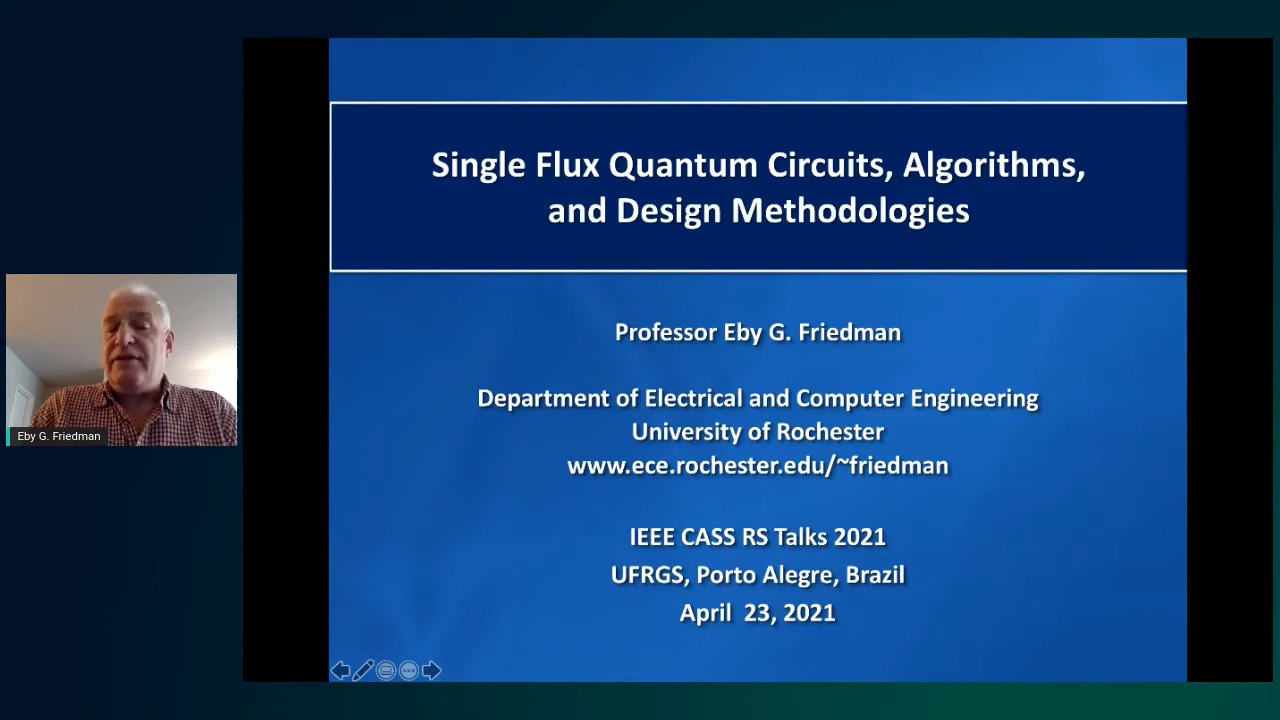 Single Flux Quantum Circuits, Algorithms,
and Design Methodologies
Professor Eby G. Friedman
Department of Electrical and Computer Engineering
University of Rochester
www.ece.rochester.edu/~friedman
IEEE CASS RS Talks 2021
UFRGS, Porto Alegre, Brazil
April 23, 2021
Eby G. Friedman